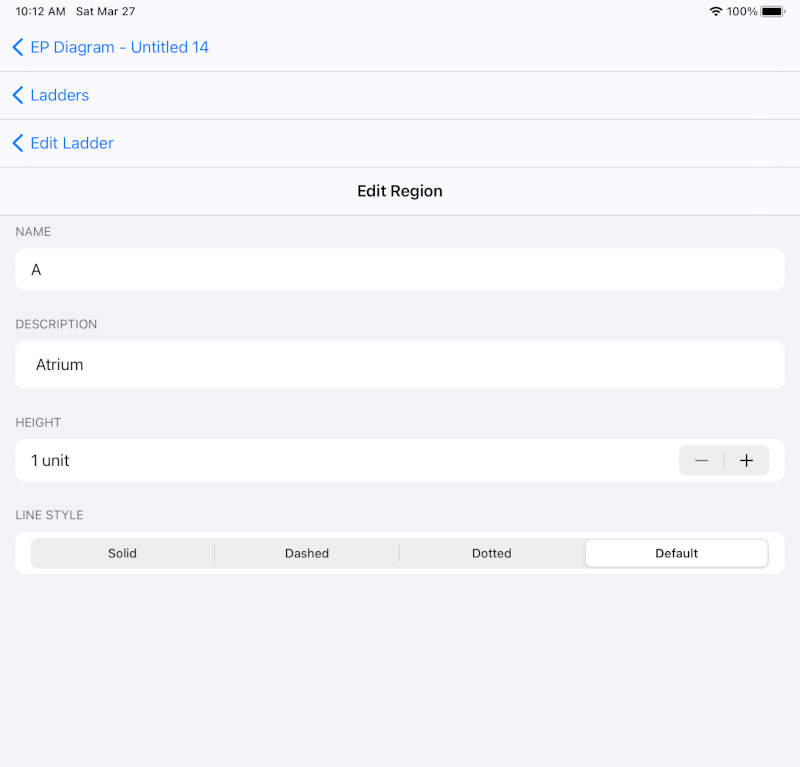 10:12 AM Sat Mar 27 100%
EP Diagram - Untitled 14
Ladders
Edit Ladder
Edit Region
NAME
A
DESCRIPTION
Atrium
HEIGHT
1 unit
LINE STYLE
Solid Dashed Dotted Default